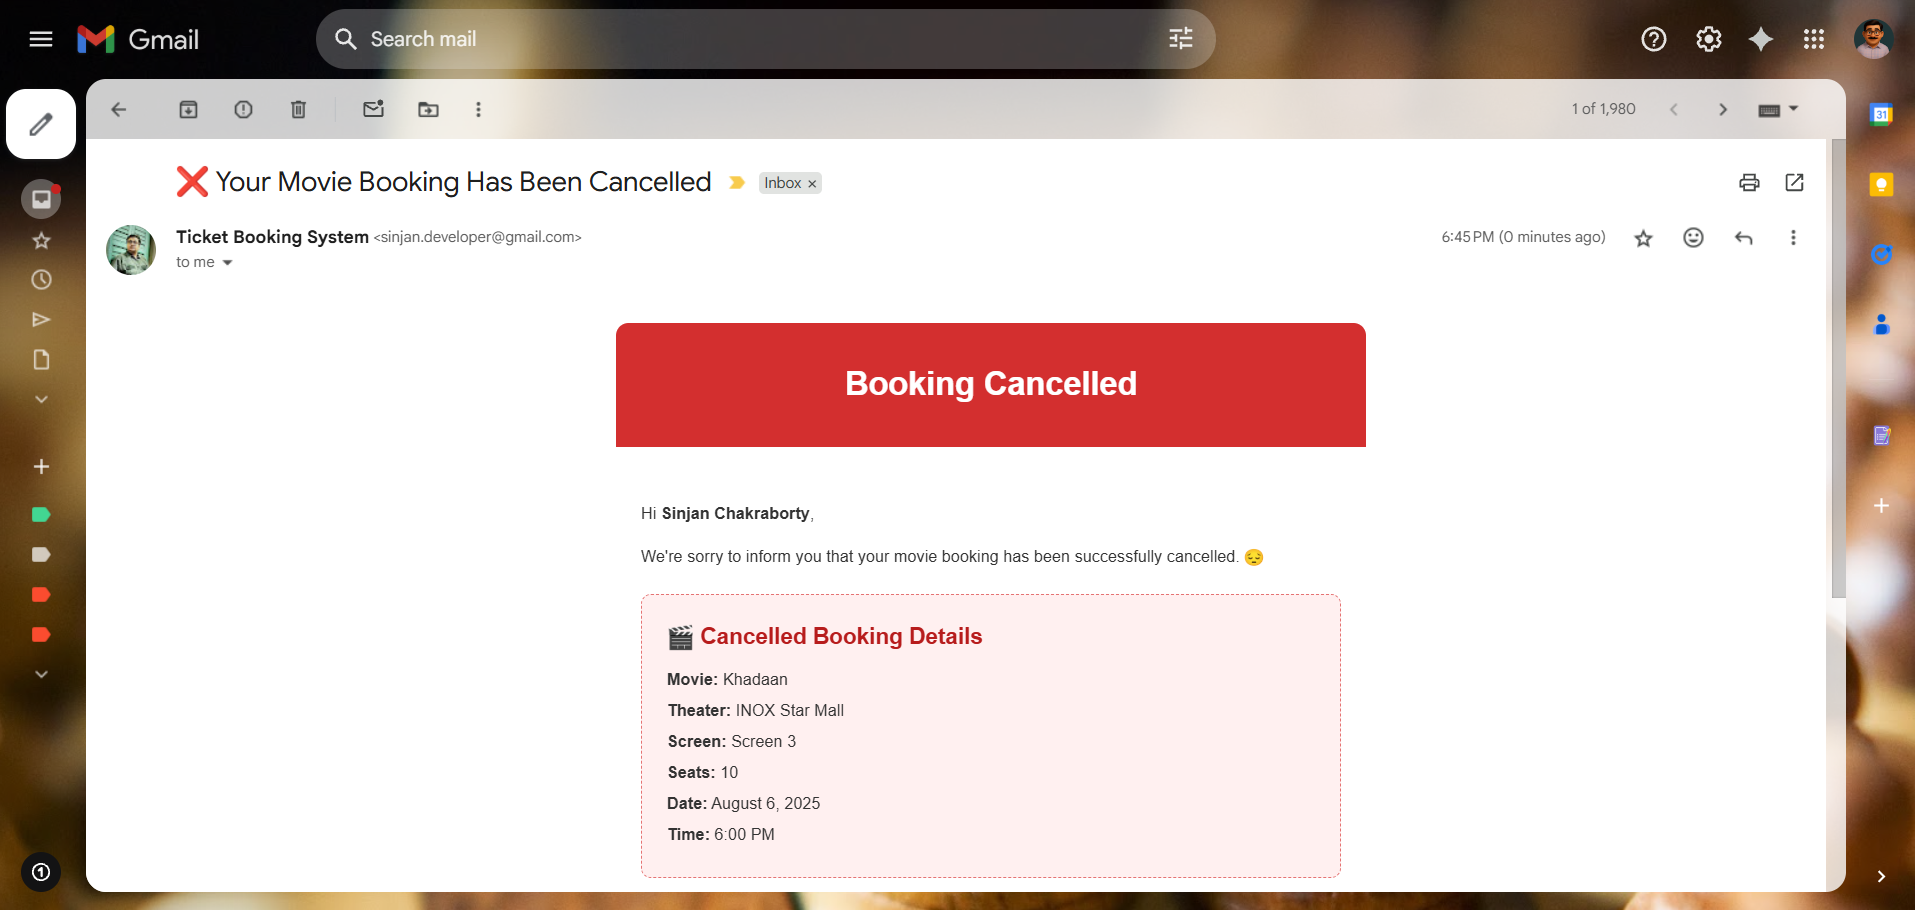 Gmail
Search mail
1 of 1,980
31
❌ Your Movie Booking Has Been Cancelled
Inbox ×
Ticket Booking System <sinjan.developer@gmail.com>
6:45 PM (0 minutes ago)
to me
Booking Cancelled
Hi Sinjan Chakraborty,
We're sorry to inform you that your movie booking has been successfully cancelled. 😔
🎬 Cancelled Booking Details
Movie: Khadaan
Theater: INOX Star Mall
Screen: Screen 3
Seats: 10
Date: August 6, 2025
Time: 6:00 PM
1